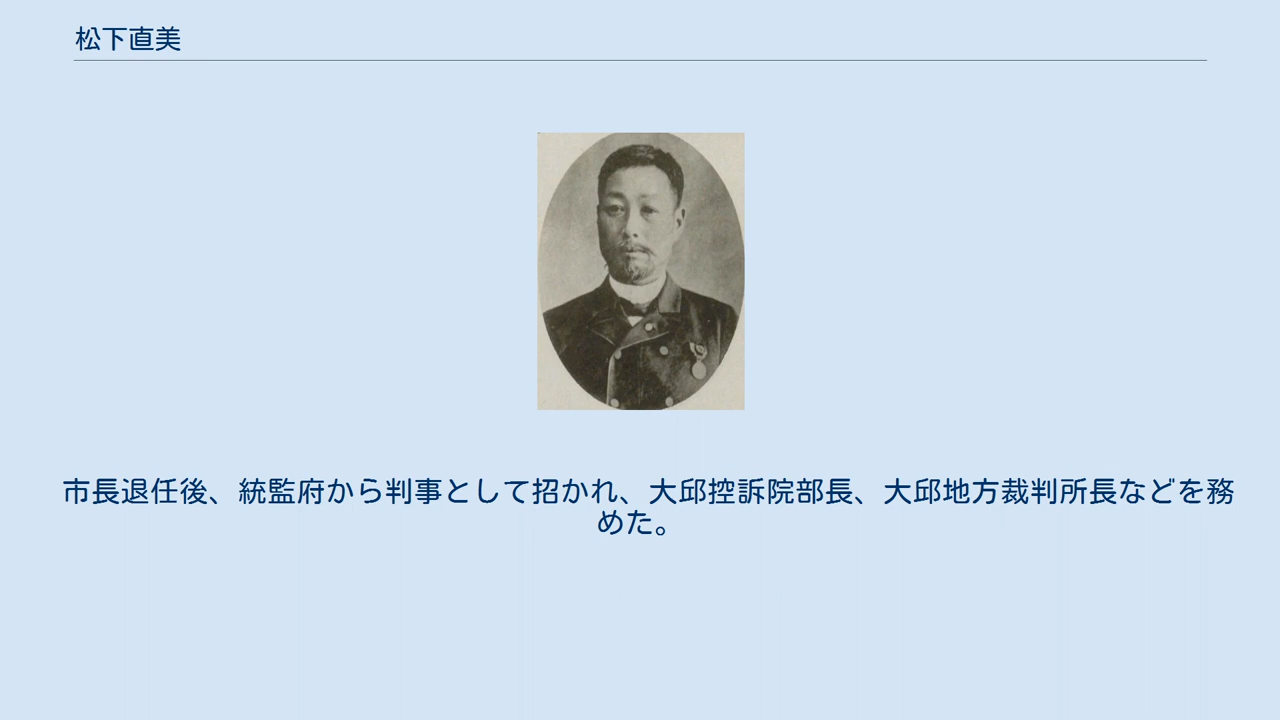 松下直美
市長退任後、統監府から判事として招かれ、大邱控訴院部長、大邱地方裁判所長などを務
めた。